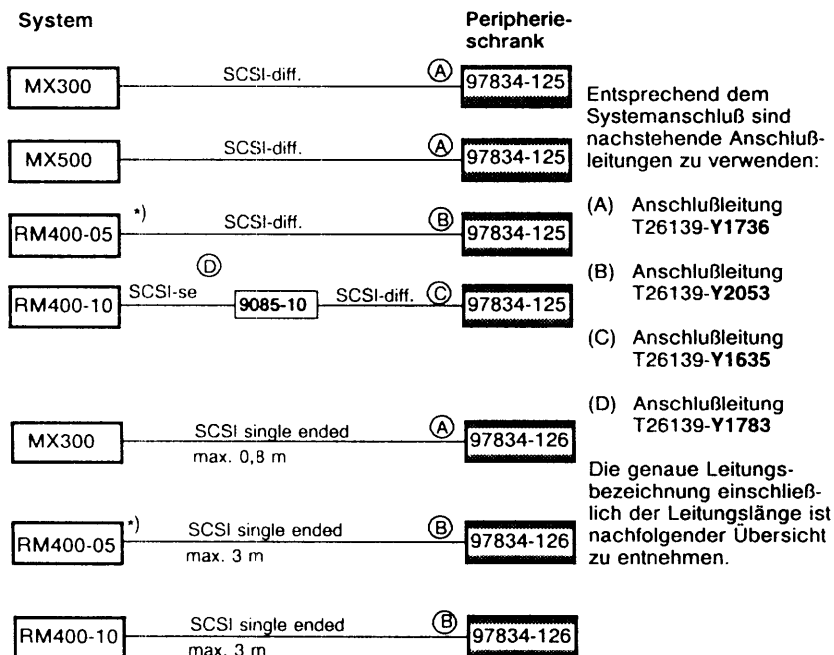 System
Peripherie-
schrank
MX300 SCSI-diff. (A) 97834-125
MX500 SCSI-diff. (A) 97834-125
RM400-05 *) SCSI-diff. (B) 97834-125
(D)
RM400-10 SCSI-se 9085-10 SCSI-diff. (C) 97834-125
MX300 SCSI single ended (A) 97834-126
max. 0,8 m
RM400-05 *) SCSI single ended (B) 97834-126
max. 3 m
RM400-10 SCSI single ended (B) 97834-126
max. 3 m
Entsprechend dem
Systemanschluß sind
nachstehende Anschluß-
leitungen zu verwenden:
(A) Anschlußleitung
T26139-Y1736
(B) Anschlußleitung
T26139-Y2053
(C) Anschlußleitung
T26139-Y1635
(D) Anschlußleitung
T26139-Y1783
Die genaue Leitungs-
bezeichnung einschließ-
lich der Leitungslänge ist
nachfolgender Übersicht
zu entnehmen.